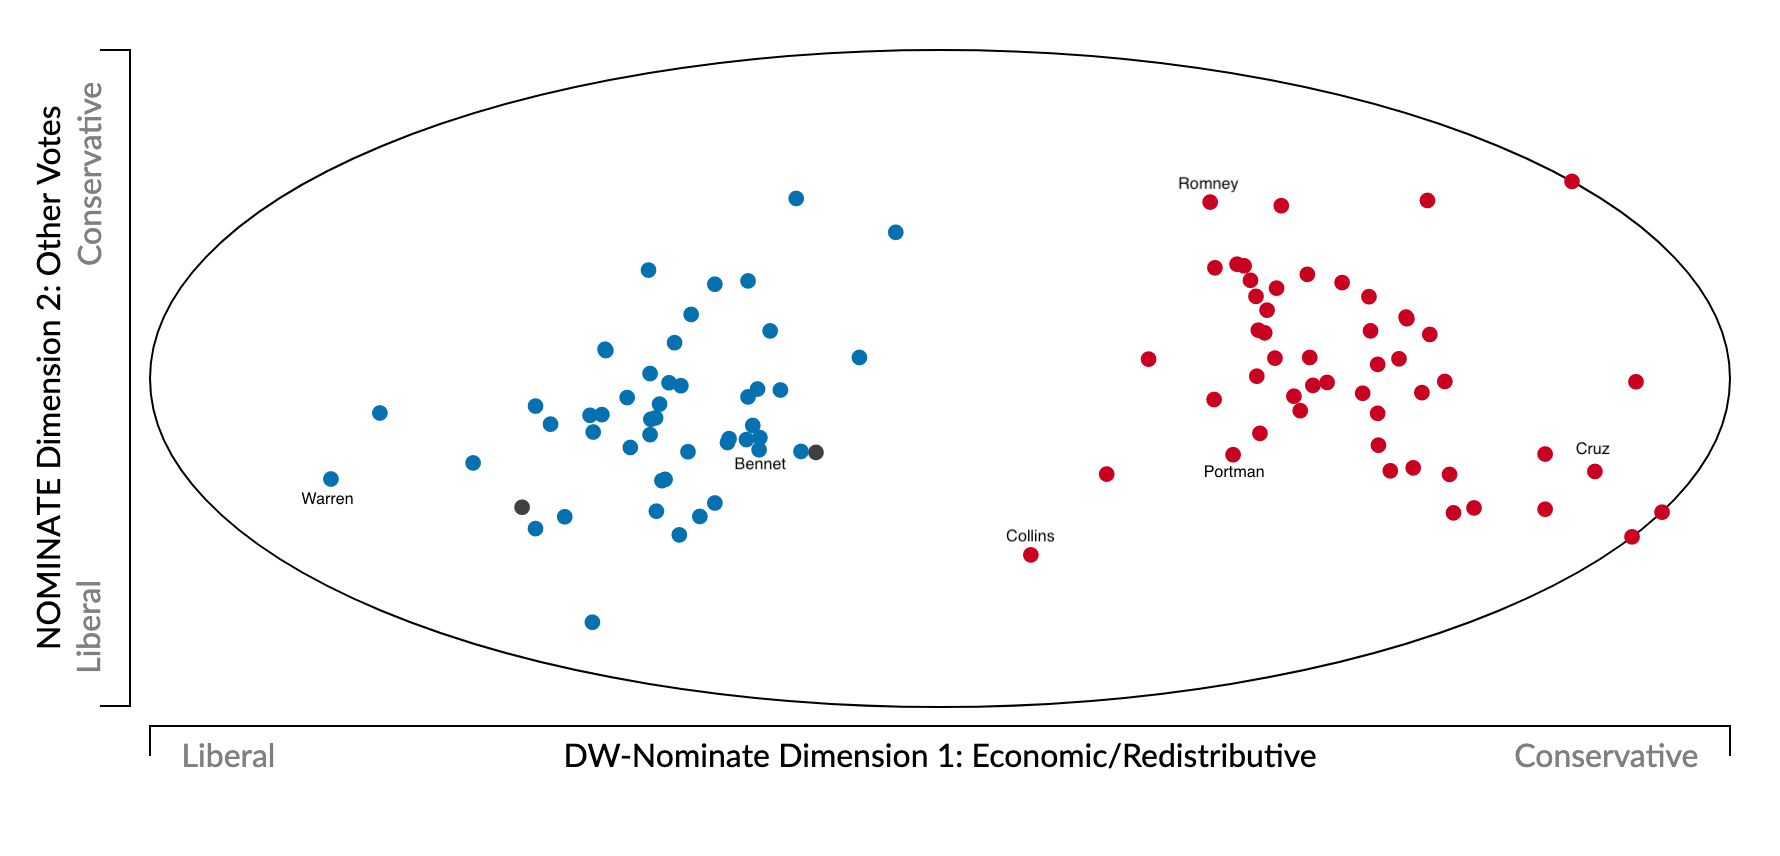 NOMINATE Dimension 2: Other Votes
Conservative
Liberal
Romney
Cruz
Bennet
Portman
Warren
Collins
Liberal
DW-Nominate Dimension 1: Economic/Redistributive
Conservative